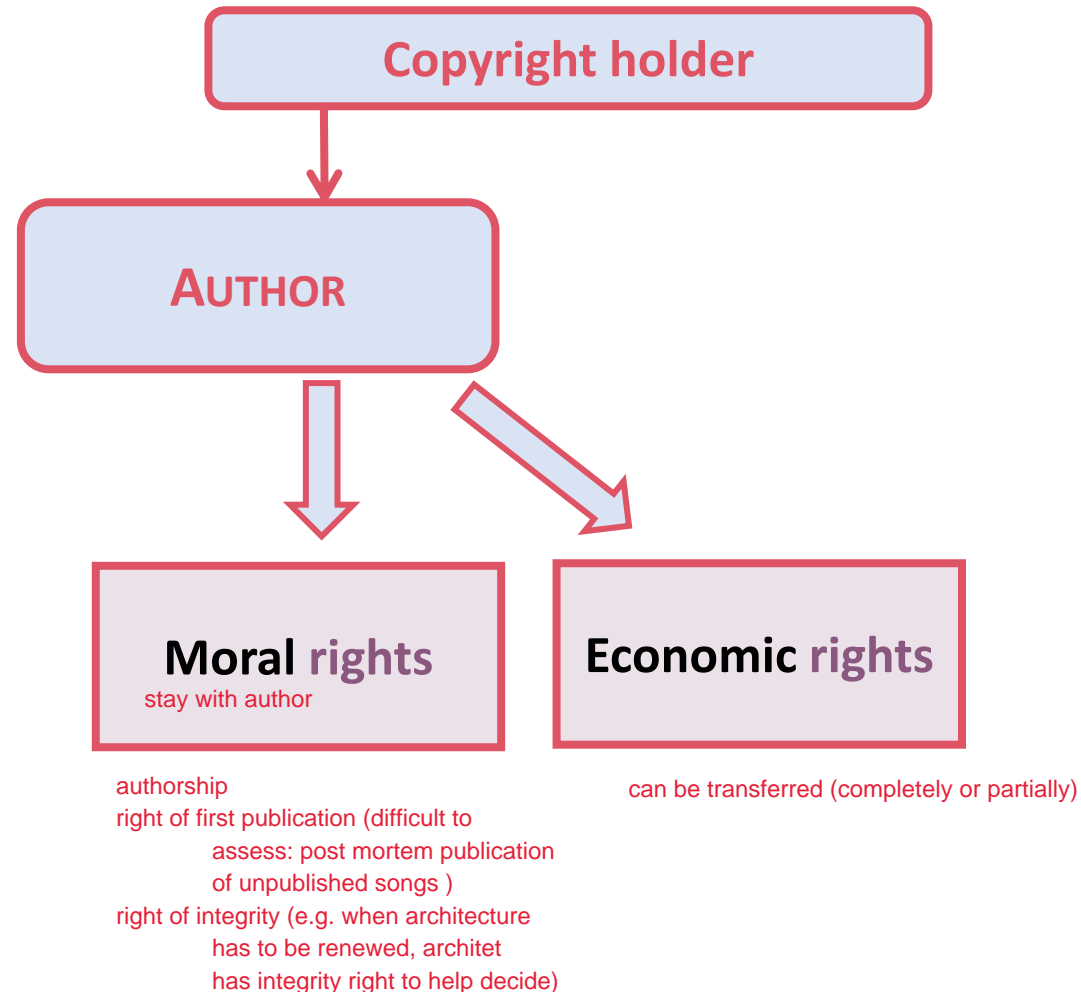 Copyright holder
AUTHOR
Moral rights
stay with author
Economic rights
authorship
right of first publication (difficult to
assess: post mortem publication
of unpublished songs )
right of integrity (e.g. when architecture
has to be renewed, architet
has integrity right to help decide)
can be transferred (completely or partially)